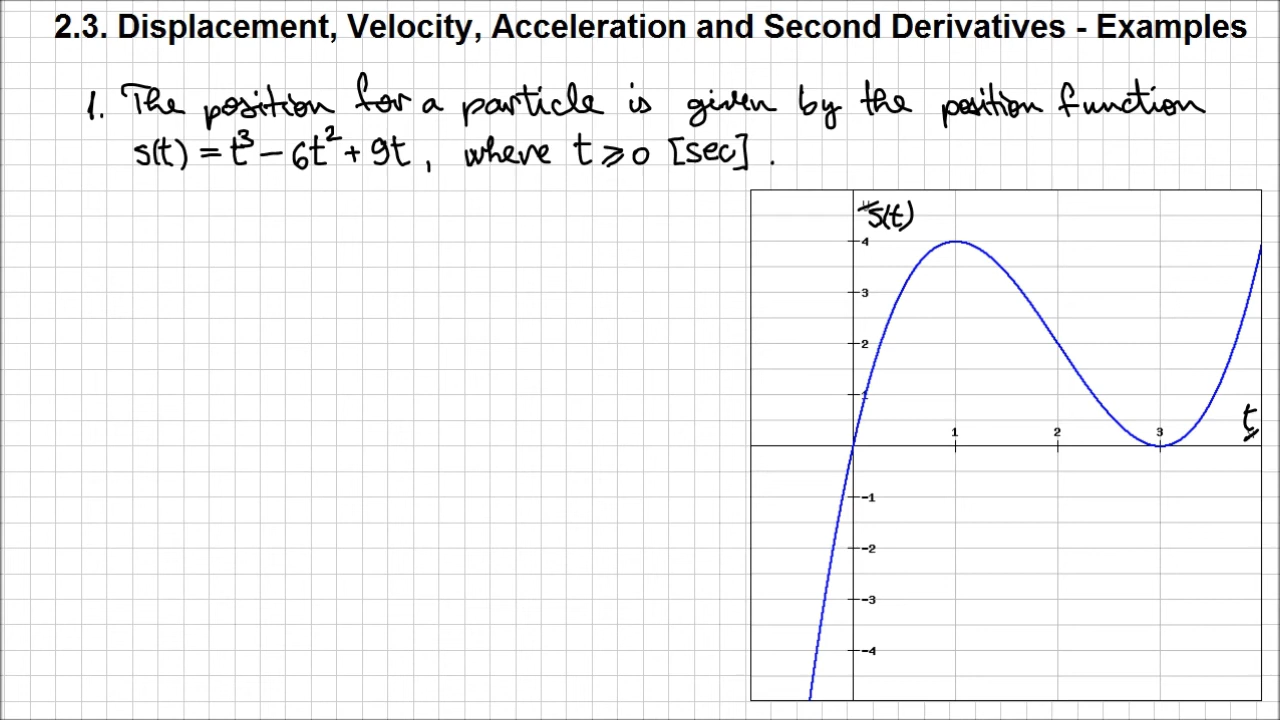 2.3. Displacement, Velocity, Acceleration and Second Derivatives - Examples
1. The position for a particle is given by the position function
s(t) = t³ − 6t² + 9t, where t ⩾ 0 [sec].
s(t)
4
3
2
1
t
1 2 3
-1
-2
-3
-4